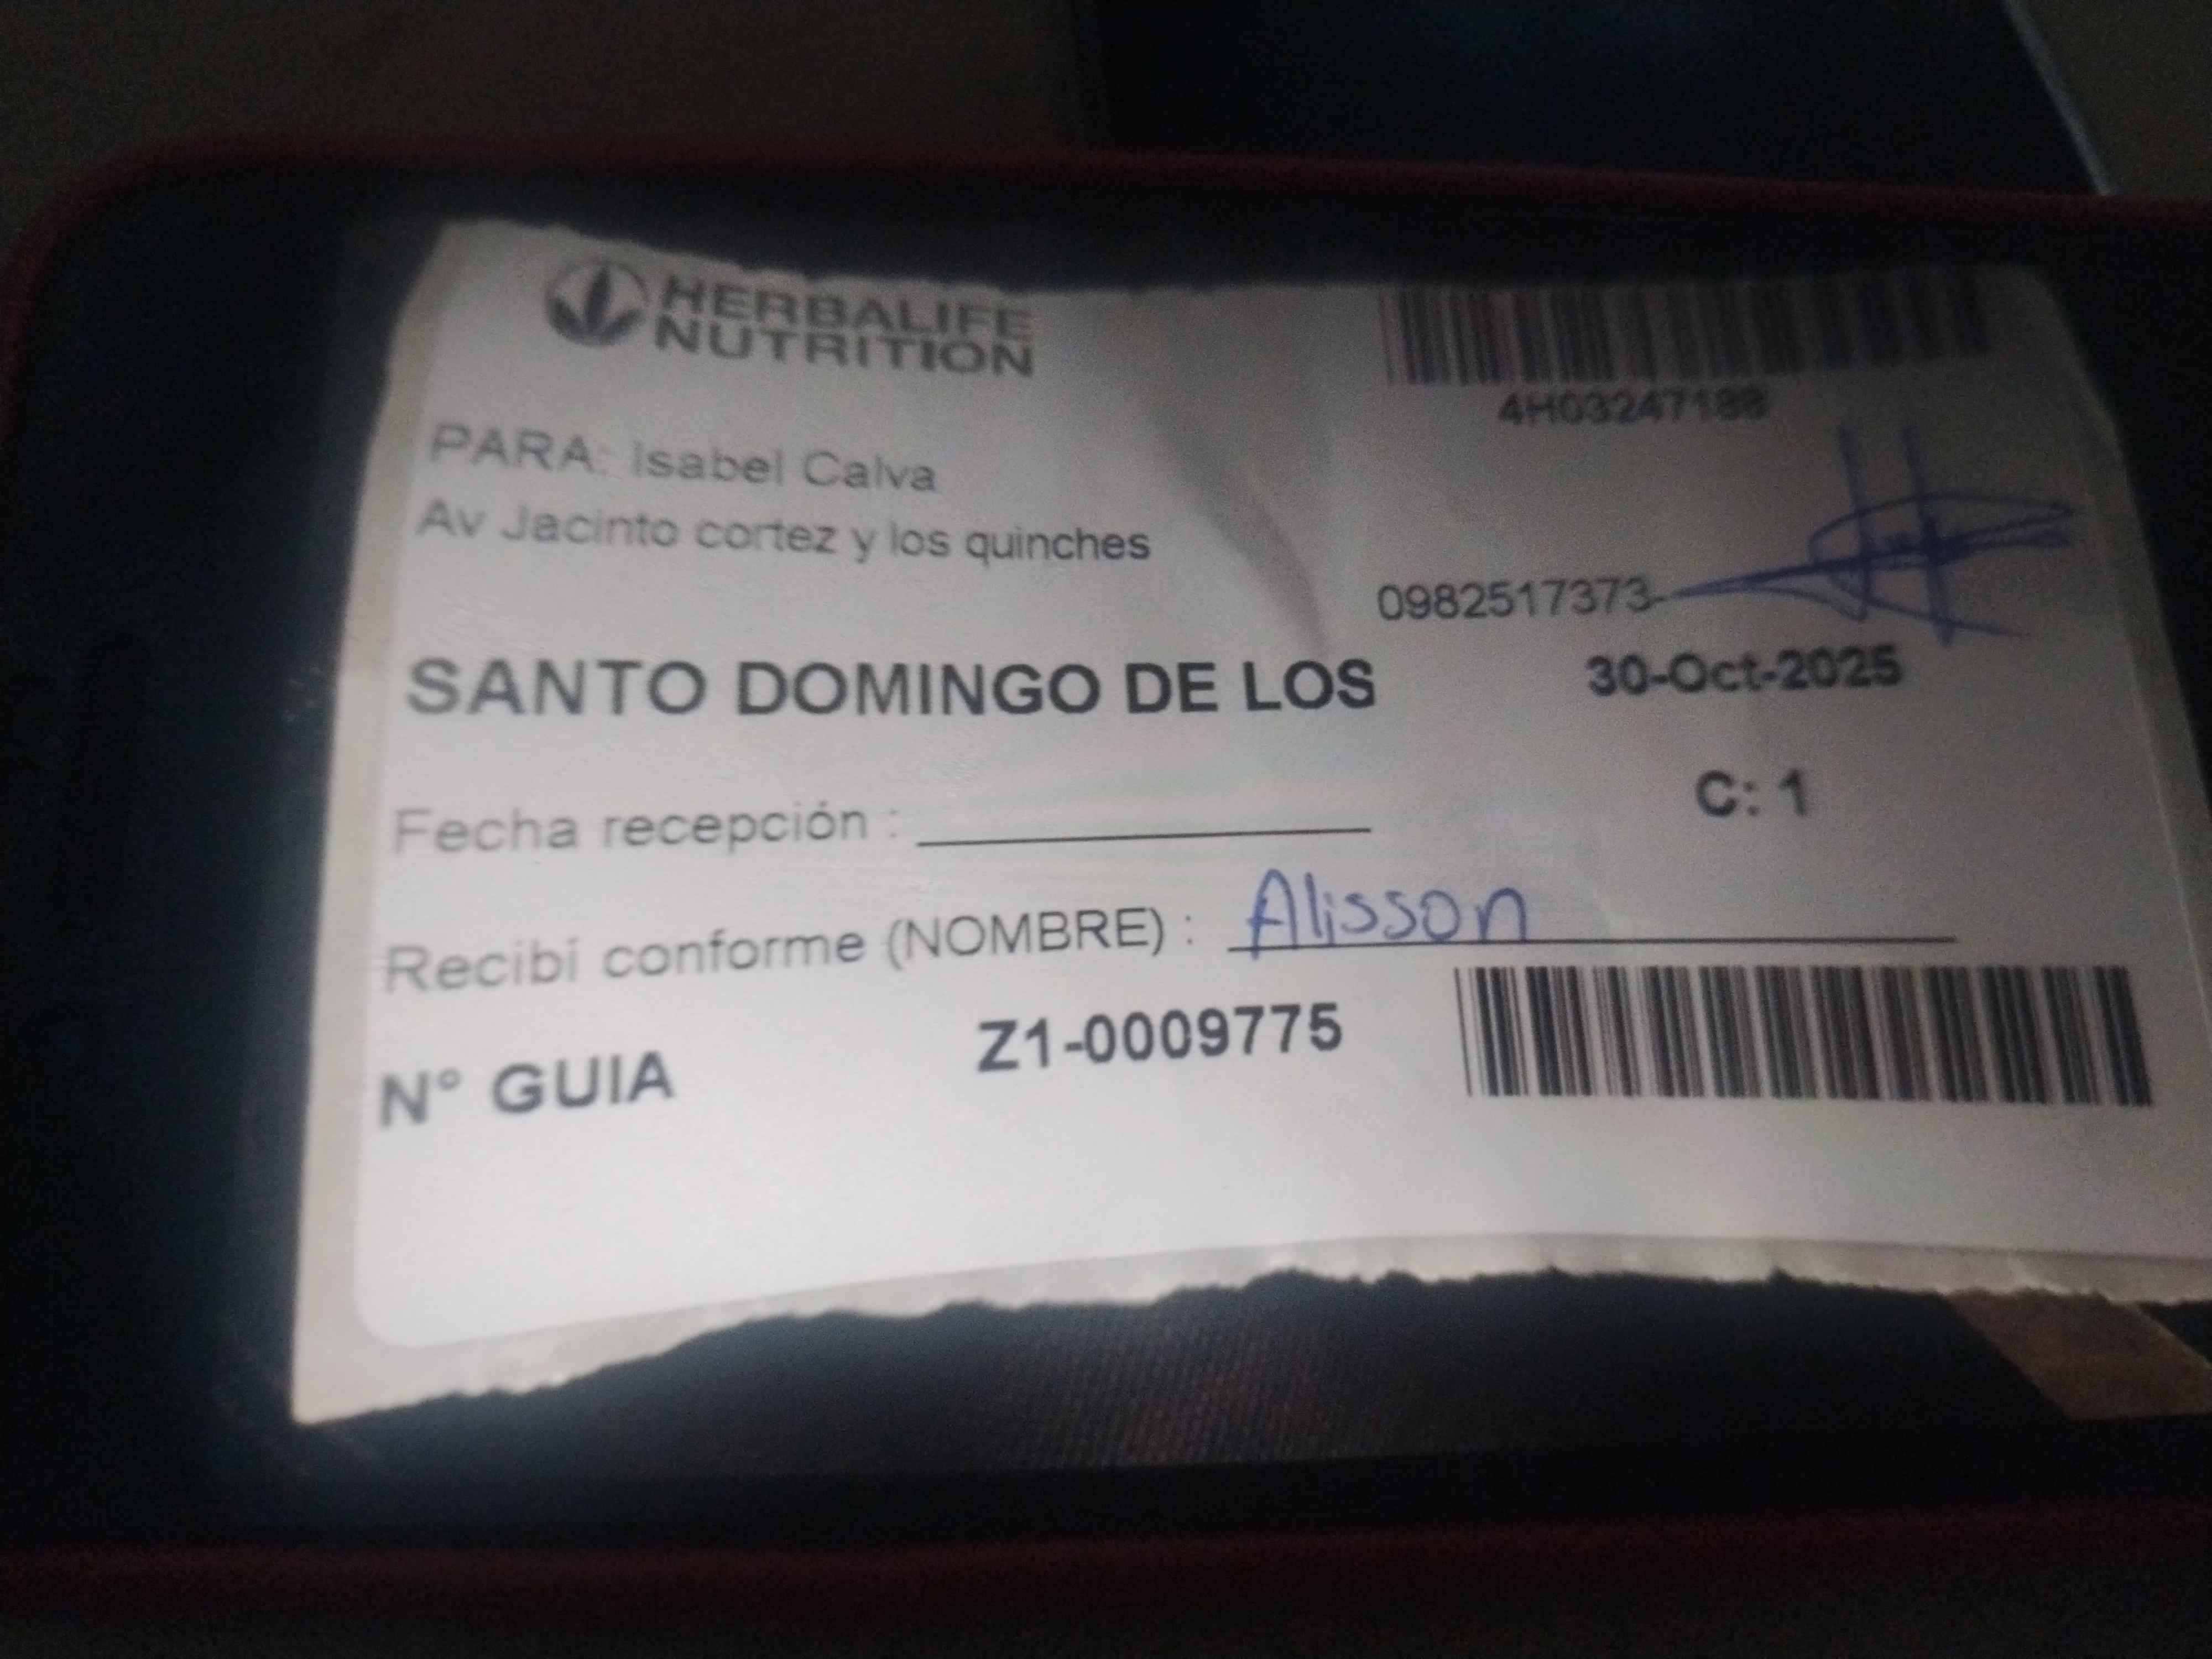 HERBALIFE
NUTRITION
4H03247188
PARA: Isabel Calva
Av Jacinto cortez y los quinches
0982517373-
SANTO DOMINGO DE LOS
30-Oct-2025
C: 1
Fecha recepción :
Recibí conforme (NOMBRE) : Alisson
N° GUIA Z1-0009775